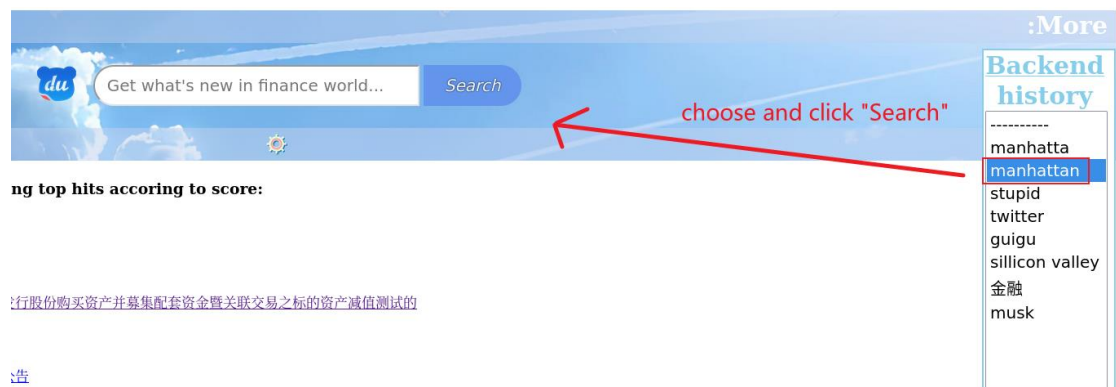 :More
du
Get what's new in finance world...
Search
choose and click "Search"
Backend
history
----------
manhatta
manhattan
stupid
twitter
guigu
sillicon valley
金融
musk
ng top hits accoring to score:
行股份购买资产并募集配套资金暨关联交易之标的资产减值测试的
告